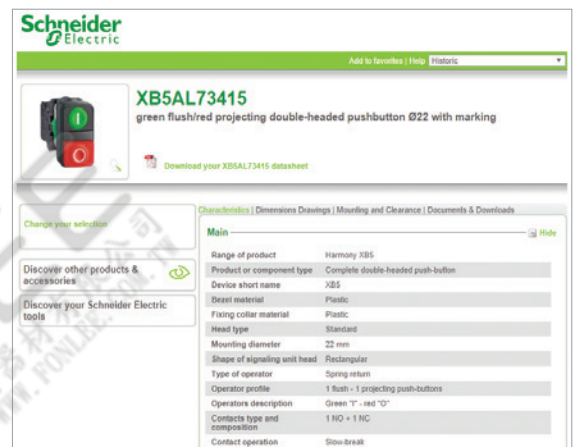 Schneider
Electric
Add to favorites | Help Historic
XB5AL73415
green flush/red projecting double-headed pushbutton Ø22 with marking
Download your XB5AL73415 datasheet
Characteristics | Dimensions Drawings | Mounting and Clearance | Documents & Downloads
Change your selection
Main Hide
Range of product Harmony XB5
Product or component type Complete double-headed push-button
Discover other products &
accessories
Device short name XB5
Bezel material Plastic
Discover your Schneider Electric
tools
Fixing collar material Plastic
Head type Standard
Mounting diameter 22 mm
Shape of signaling unit head Rectangular
Type of operator Spring return
Operator profile 1 flush - 1 projecting push-buttons
Operators description Green "I" - red "O"
Contacts type and
composition 1 NO + 1 NC
Contact operation Slow-break